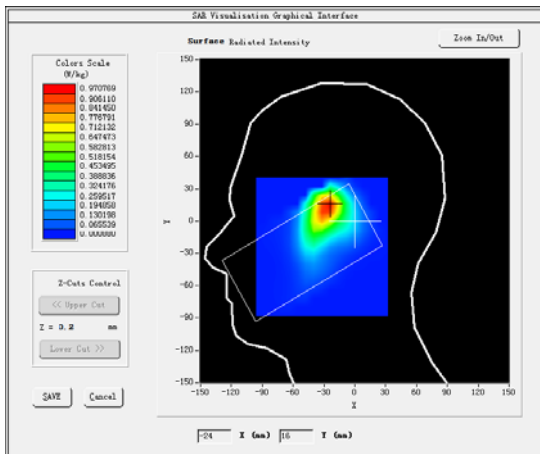 SAR Visualisation Graphical Interface
Surface Radiated Intensity
Zoom In/Out
Colors Scale
(W/kg)
0.970769
0.906110
0.841450
0.776791
0.712132
0.647473
0.582813
0.518154
0.453495
0.388836
0.324176
0.259517
0.194858
0.130198
0.065539
0.000880
Z-Cuts Control
<< Upper Cut
Z = 3.2 mm
Lower Cut >>
SAVE
Cancel
150
120
90
60
30
0
-30
-60
-90
-120
-150
Y
-150 -120 -90 -60 -30 0 30 60 90 120 150
X
-24 X (mm) 16 Y (mm)